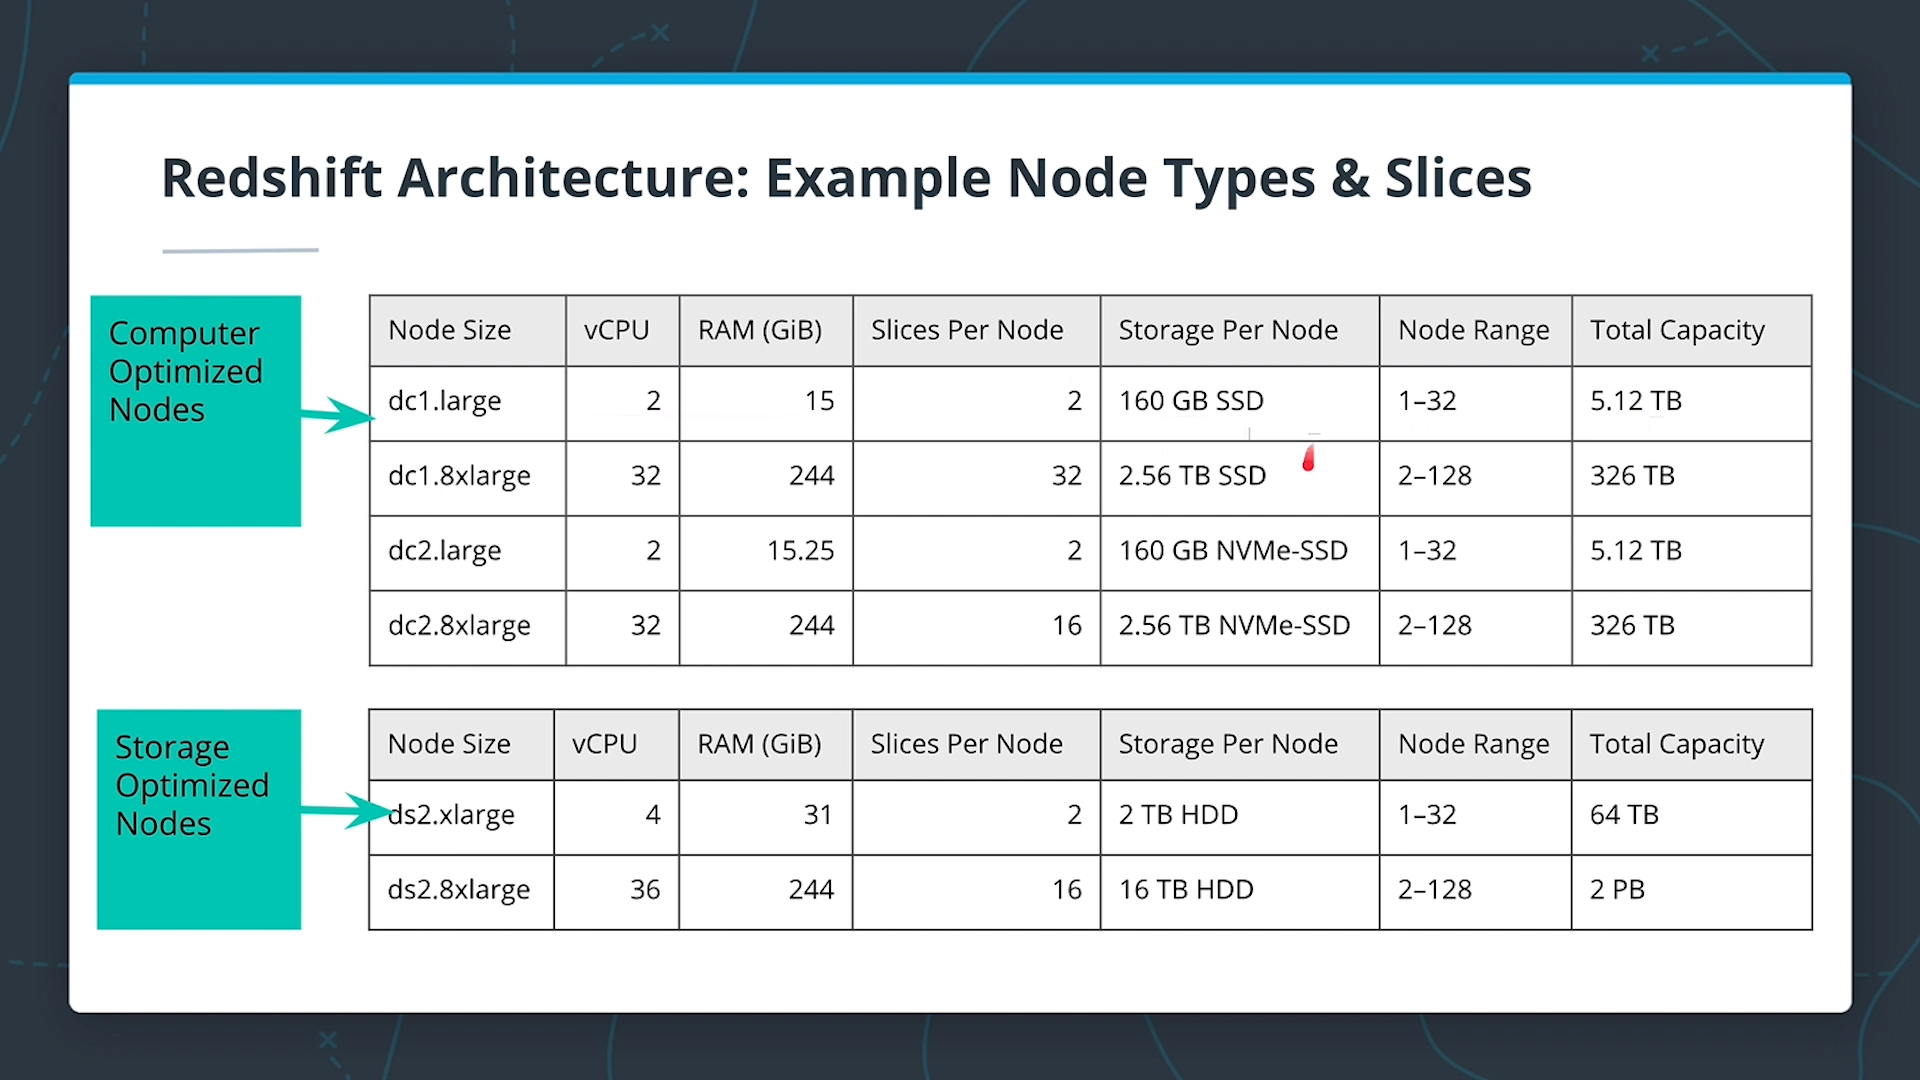 Redshift Architecture: Example Node Types & Slices
Computer
Optimized
Nodes
Node Size vCPU RAM (GiB) Slices Per Node Storage Per Node Node Range Total Capacity
dc1.large 2 15 2 160 GB SSD 1–32 5.12 TB
dc1.8xlarge 32 244 32 2.56 TB SSD 2–128 326 TB
dc2.large 2 15.25 2 160 GB NVMe-SSD 1–32 5.12 TB
dc2.8xlarge 32 244 16 2.56 TB NVMe-SSD 2–128 326 TB
Storage
Optimized
Nodes
Node Size vCPU RAM (GiB) Slices Per Node Storage Per Node Node Range Total Capacity
ds2.xlarge 4 31 2 2 TB HDD 1–32 64 TB
ds2.8xlarge 36 244 16 16 TB HDD 2–128 2 PB